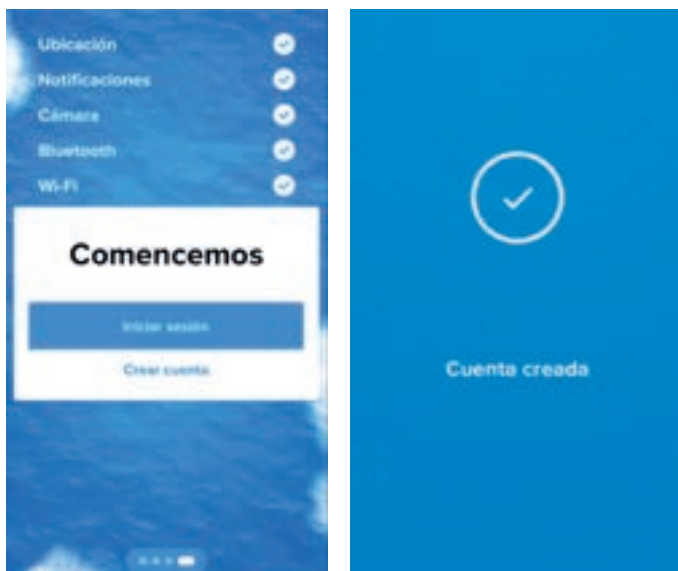 Ubicación
Notificaciones
Cámara
Bluetooth
Wi-Fi
Comencemos
Iniciar sesión
Crear cuenta
Cuenta creada